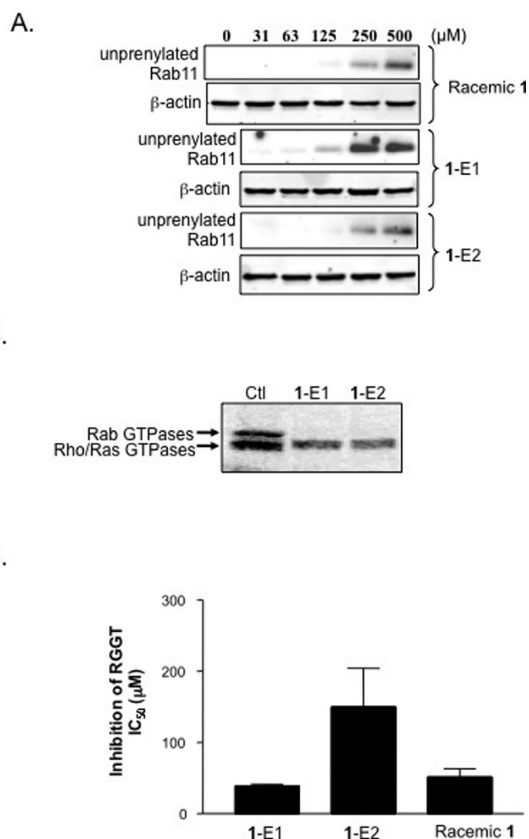 A.
0 31 63 125 250 500 (μM)
unprenylated
Rab11
β-actin
Racemic 1
unprenylated
Rab11
β-actin
1-E1
unprenylated
Rab11
β-actin
1-E2
Ctl 1-E1 1-E2
Rab GTPases
Rho/Ras GTPases
Inhibition of RGGT
IC50 (μM)
300
200
100
0
1-E1 1-E2 Racemic 1